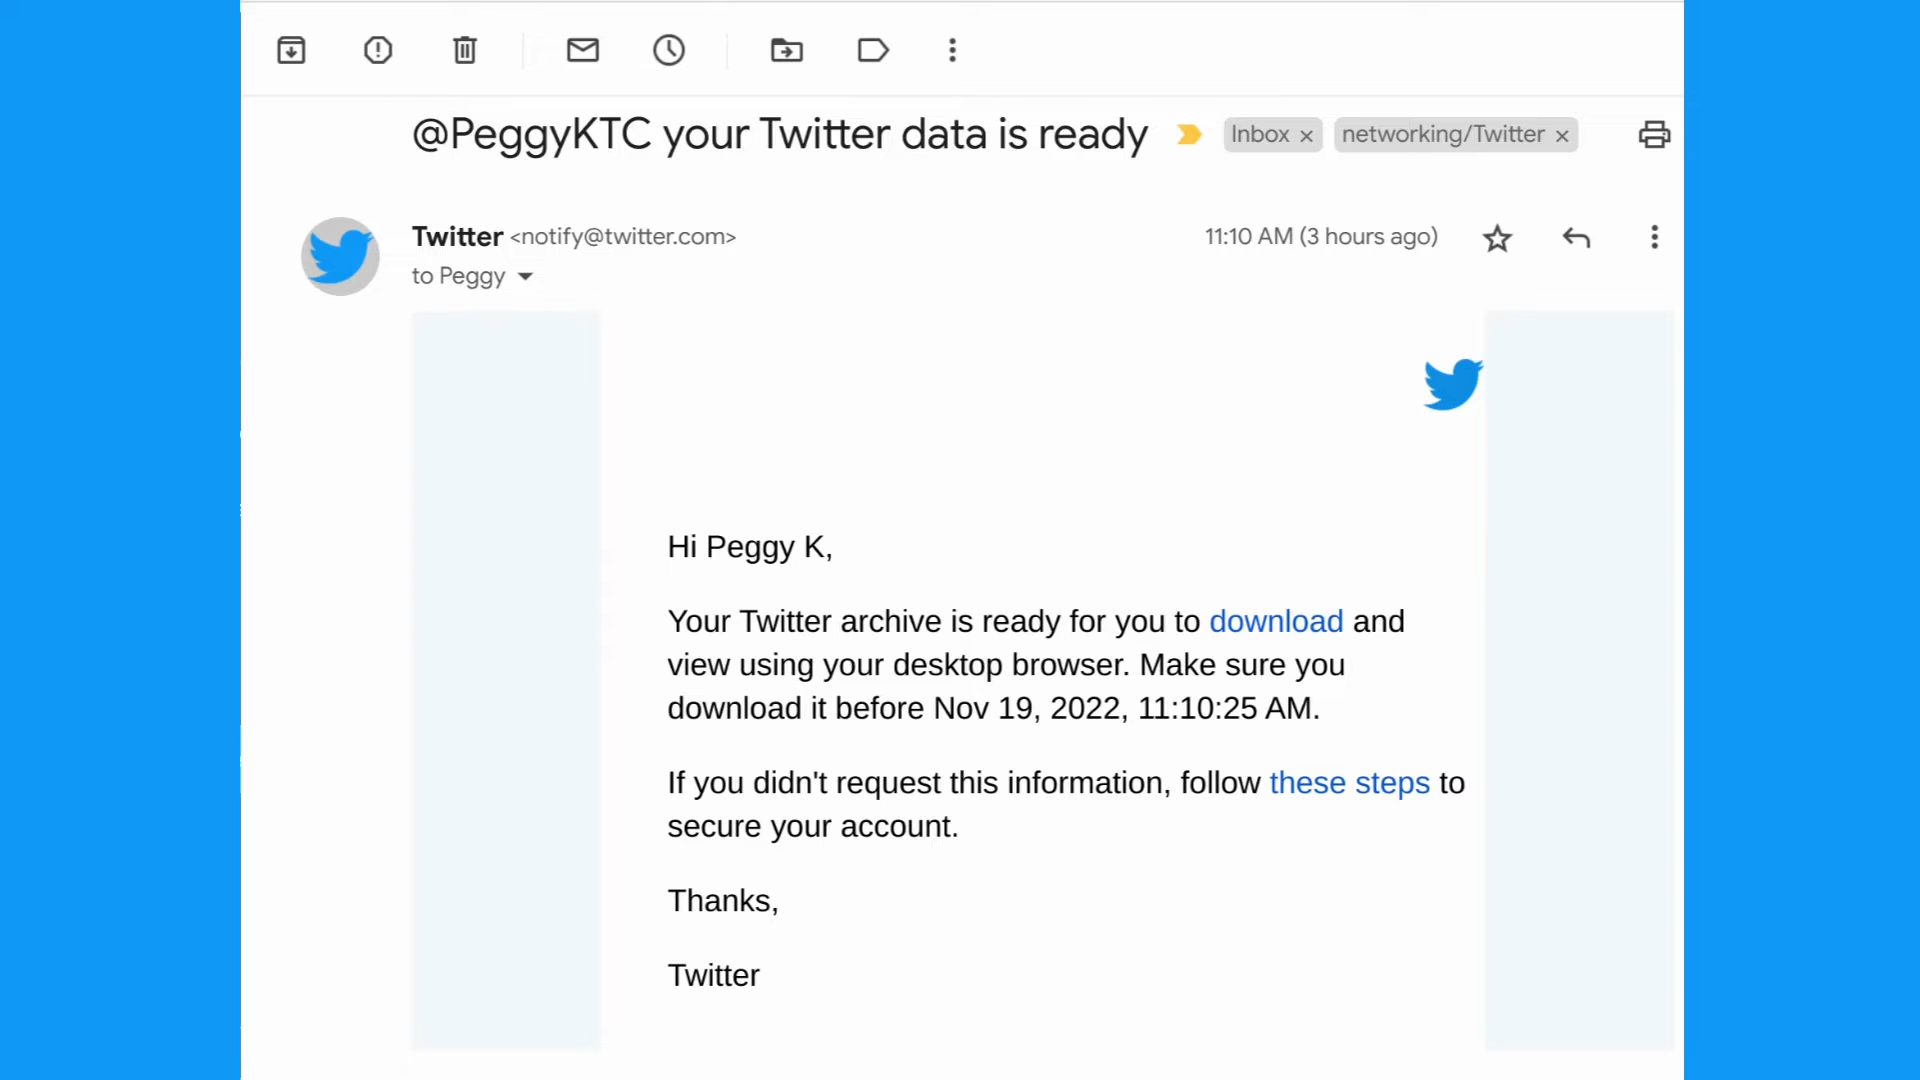 @PeggyKTC your Twitter data is ready Inbox × networking/Twitter ×
Twitter <notify@twitter.com> 11:10 AM (3 hours ago)
to Peggy
Hi Peggy K,
Your Twitter archive is ready for you to download and
view using your desktop browser. Make sure you
download it before Nov 19, 2022, 11:10:25 AM.
If you didn't request this information, follow these steps to
secure your account.
Thanks,
Twitter